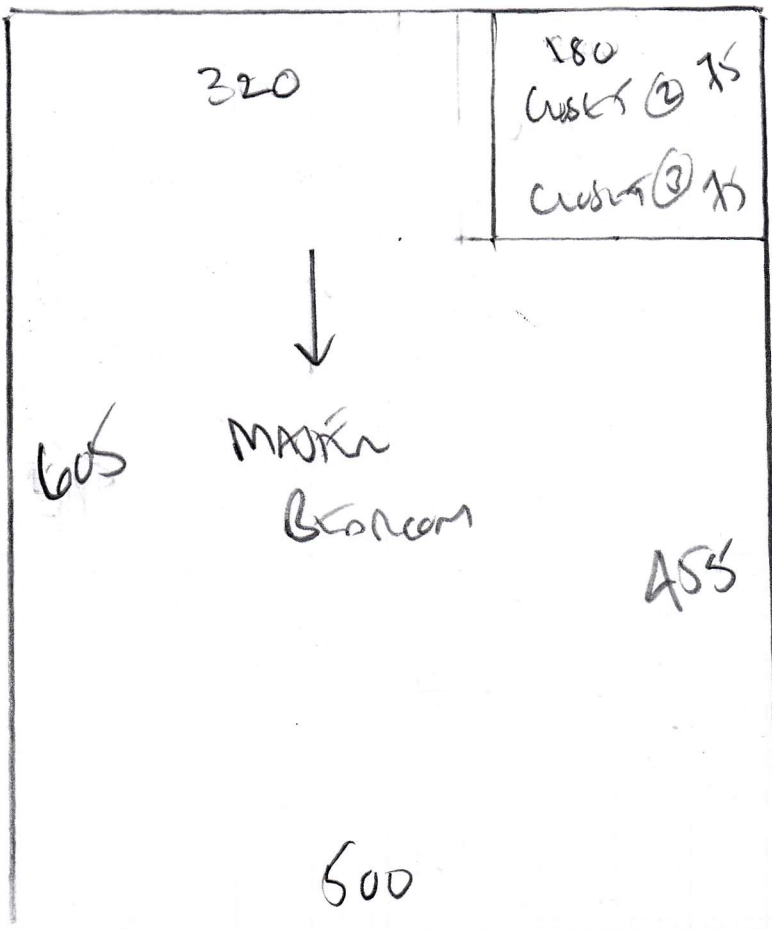 320
180
CLOSET ② 75
CLOSET ③ 75
605
MASTER
BEDROOM
455
500